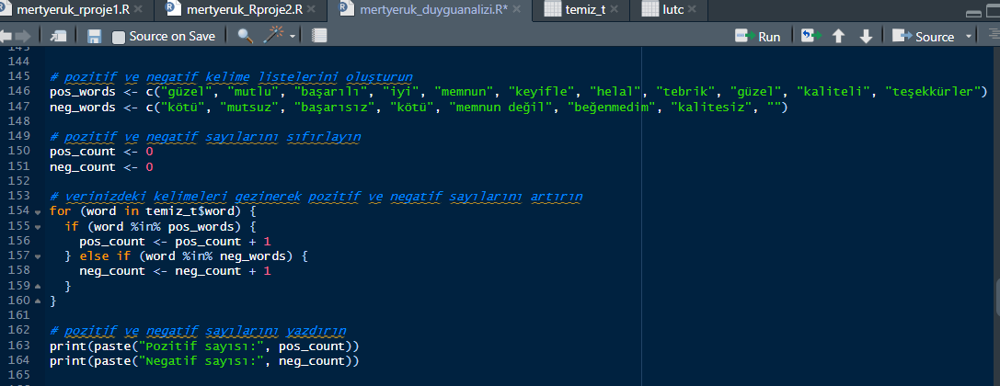 mertyeruk_rproje1.R
mertyeruk_Rproje2.R
mertyeruk_duyguanalizi.R*
temiz_t
lutc
Source on Save
Run
Source
144
145 # pozitif ve negatif kelime listelerini oluşturun
146 pos_words <- c("güzel", "mutlu", "başarılı", "iyi", "memnun", "keyifle", "helal", "tebrik", "güzel", "kaliteli", "teşekkürler")
147 neg_words <- c("kötü", "mutsuz", "başarısız", "kötü", "memnun değil", "beğenmedim", "kalitesiz", "")
148
149 # pozitif ve negatif sayılarını sıfırlayın
150 pos_count <- 0
151 neg_count <- 0
152
153 # verinizdeki kelimeleri gezinerek pozitif ve negatif sayılarını artırın
154 for (word in temiz_t$word) {
155 if (word %in% pos_words) {
156 pos_count <- pos_count + 1
157 } else if (word %in% neg_words) {
158 neg_count <- neg_count + 1
159 }
160 }
161
162 # pozitif ve negatif sayılarını yazdırın
163 print(paste("Pozitif sayısı:", pos_count))
164 print(paste("Negatif sayısı:", neg_count))
165